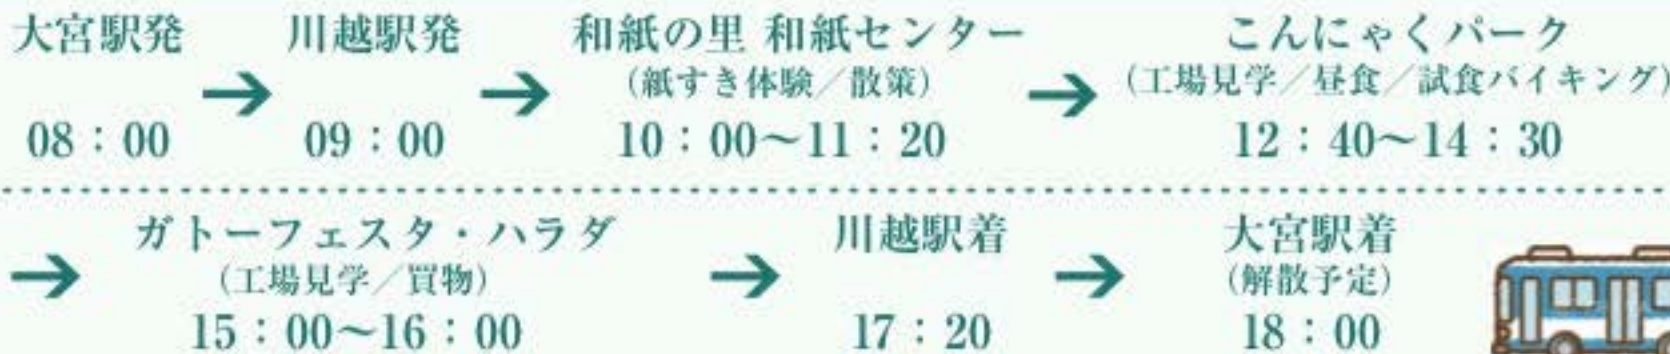 大宮駅発 → 川越駅発 → 和紙の里 和紙センター → こんにゃくパーク
（紙すき体験／散策） （工場見学／昼食／試食バイキング）
08：00 09：00 10：00～11：20 12：40～14：30
→ ガトーフェスタ・ハラダ → 川越駅着 → 大宮駅着
（工場見学／買物） （解散予定）
15：00～16：00 17：20 18：00